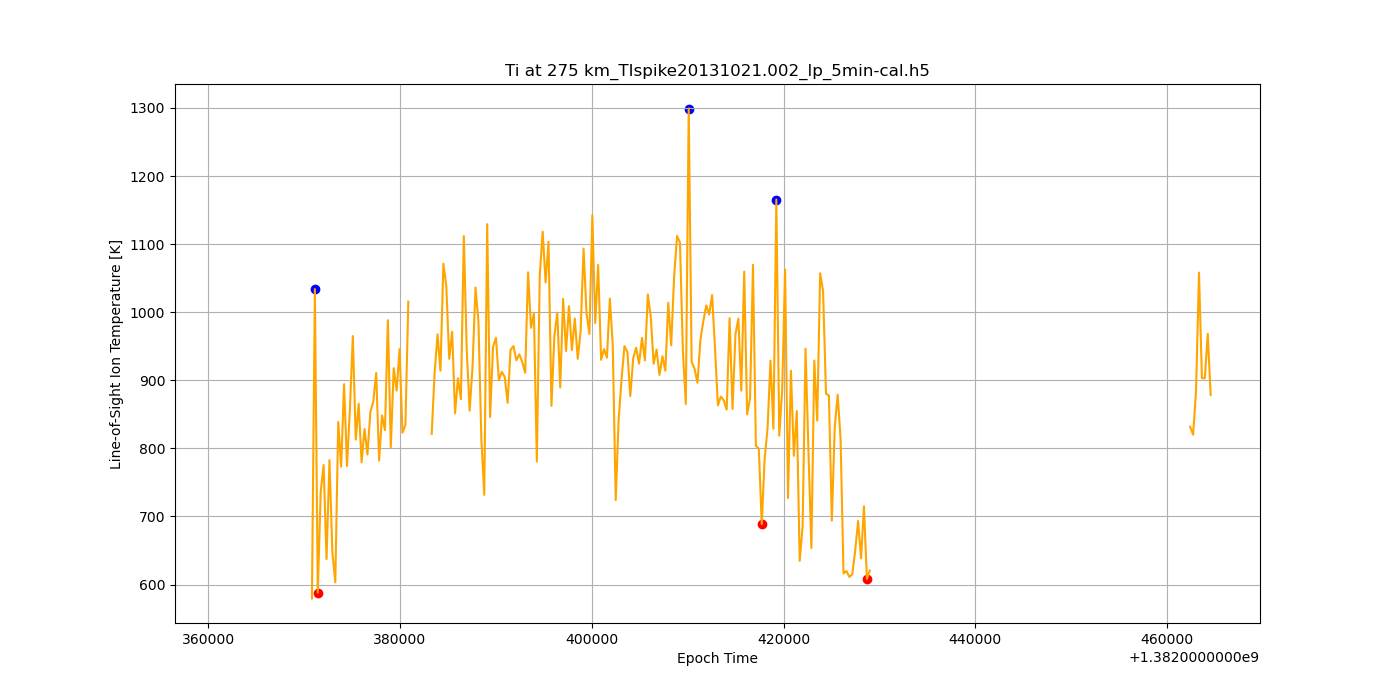 Ti at 275 km_TIspike20131021.002_lp_5min-cal.h5
Line-of-Sight Ion Temperature [K]
1300
1200
1100
1000
900
800
700
600
360000 380000 400000 420000 440000 460000
Epoch Time
+1.3820000000e9